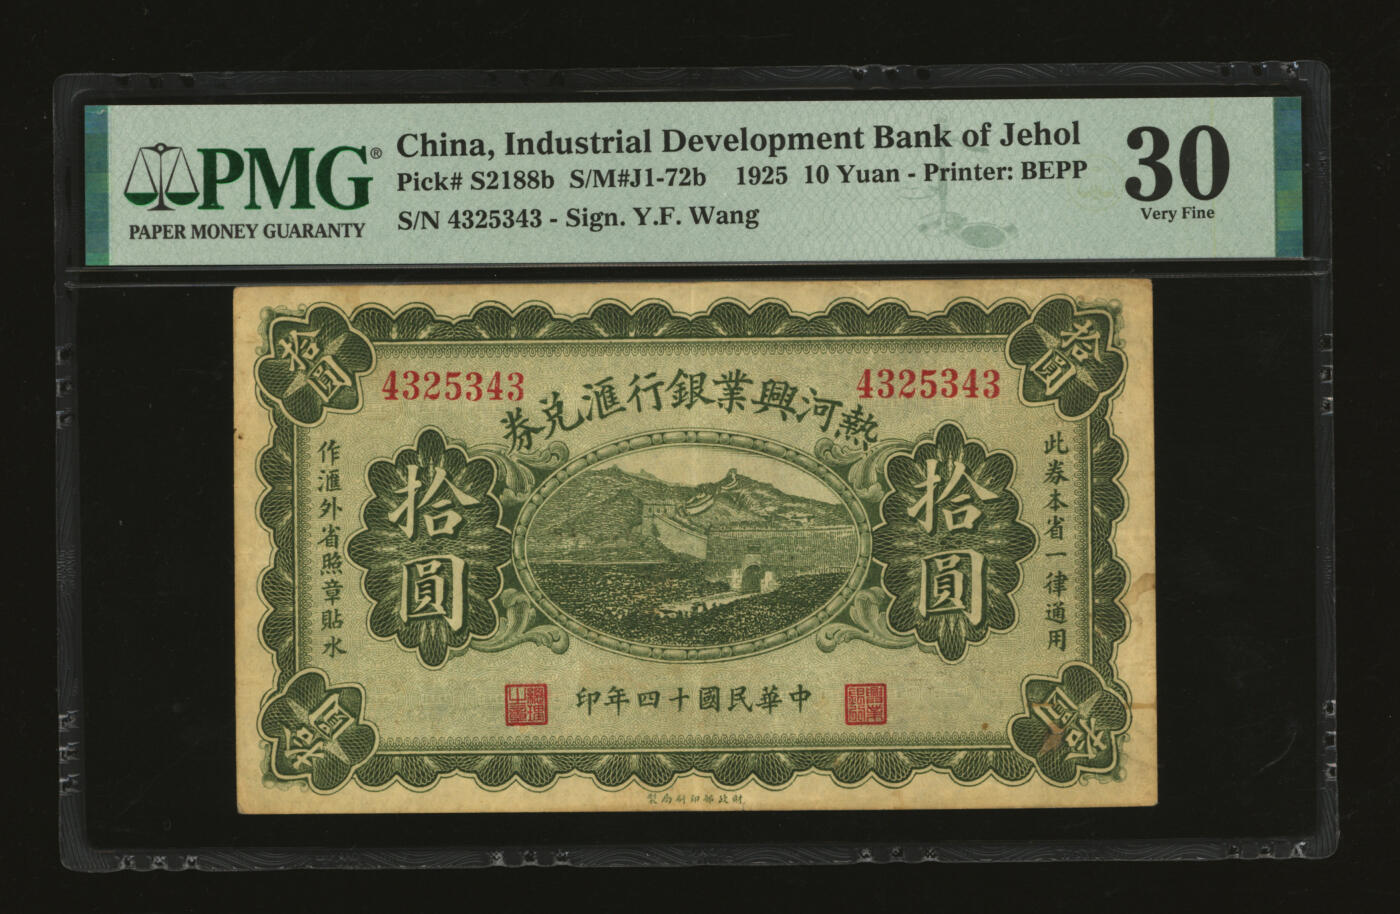 PMG®
PAPER MONEY GUARANTY
China, Industrial Development Bank of Jehol
Pick# S2188b S/M#J1-72b 1925 10 Yuan - Printer: BEPP
S/N 4325343 - Sign. Y.F. Wang
30
Very Fine
拾圓
拾圓
4325343
4325343
熱河興業銀行滙兌券
此券本省一律通用
拾圓
拾圓
作滙外省照章貼水
中華民國十四年印
拾圓
拾圓
財政部印刷局製